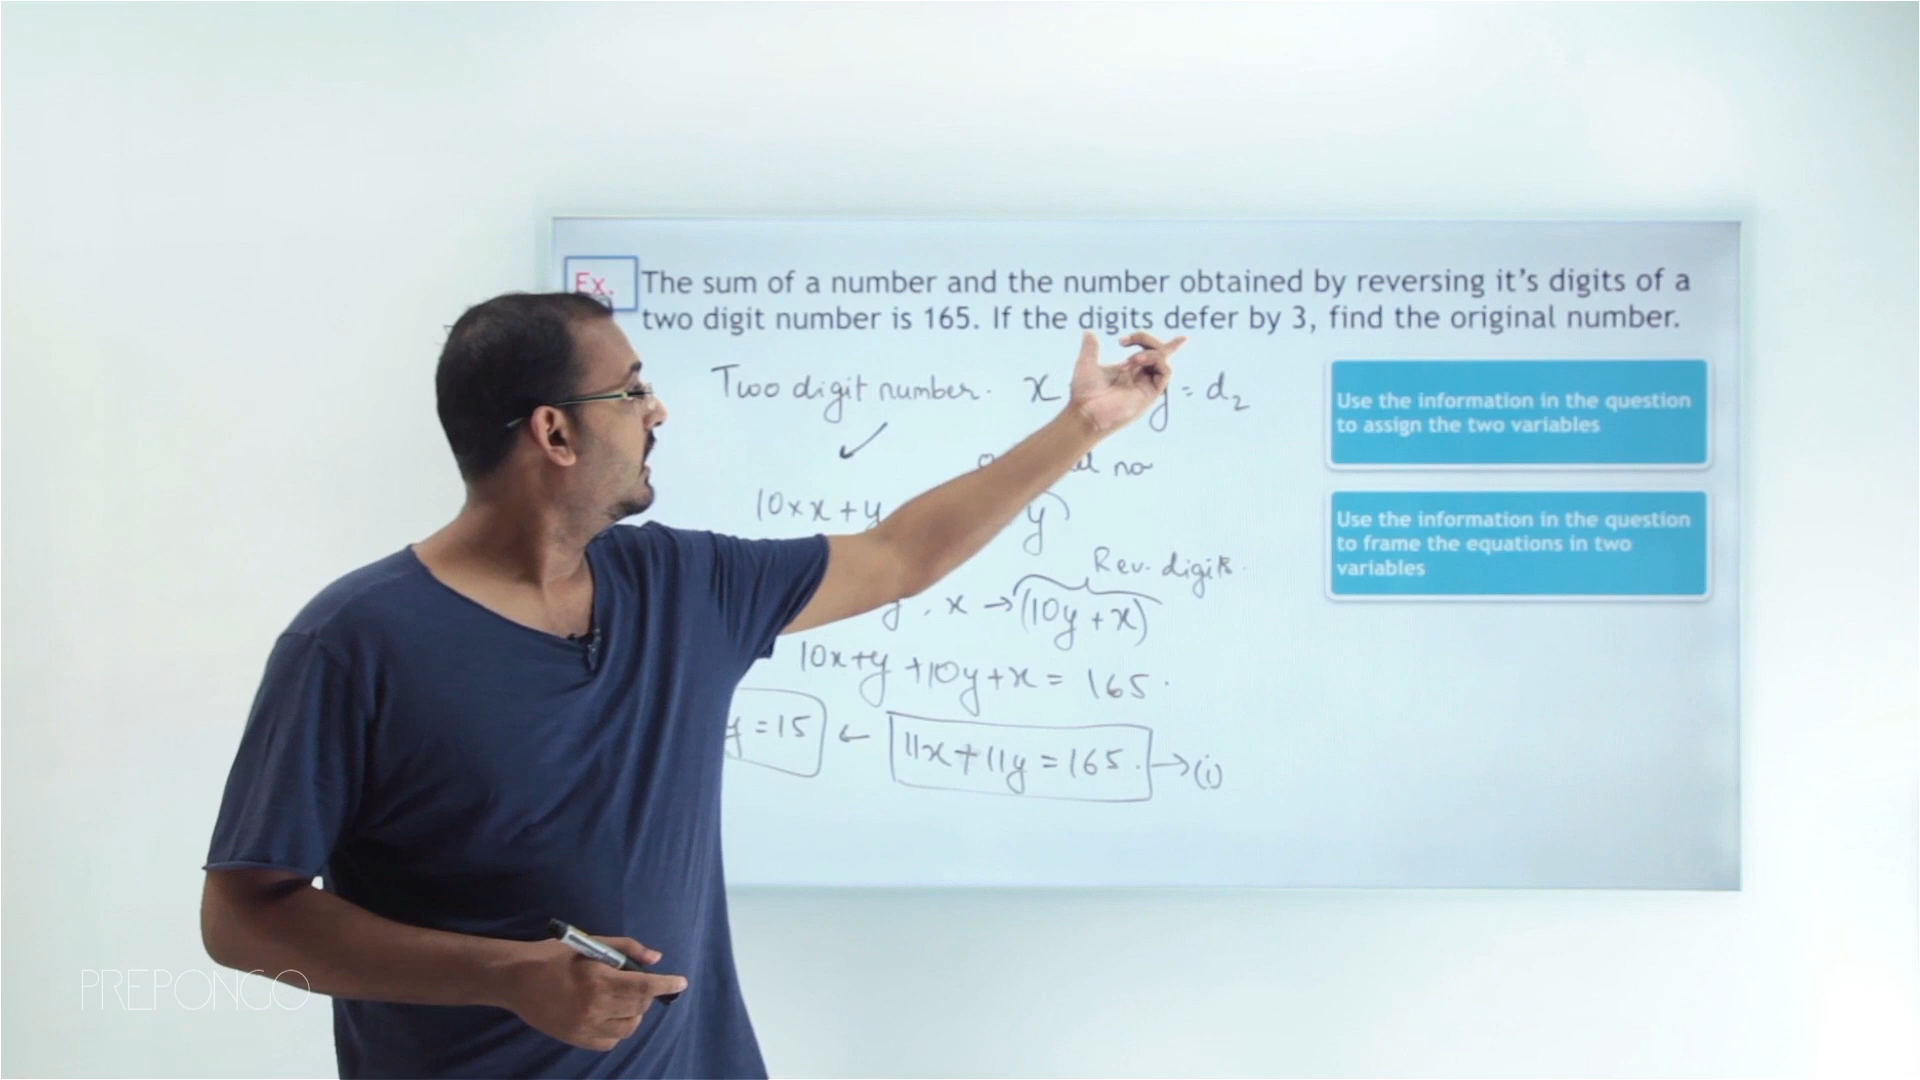 Ex. The sum of a number and the number obtained by reversing it's digits of a
two digit number is 165. If the digits defer by 3, find the original number.
Two digit number. x y = d2
Use the information in the question
to assign the two variables
no
10xx+y y)
Use the information in the question
to frame the equations in two
variables
Rev. digits.
y, x → (10y + x)
10x+y +10y+x = 165.
y = 15 ← 11x+11y = 165. → (i)
PREPONGO